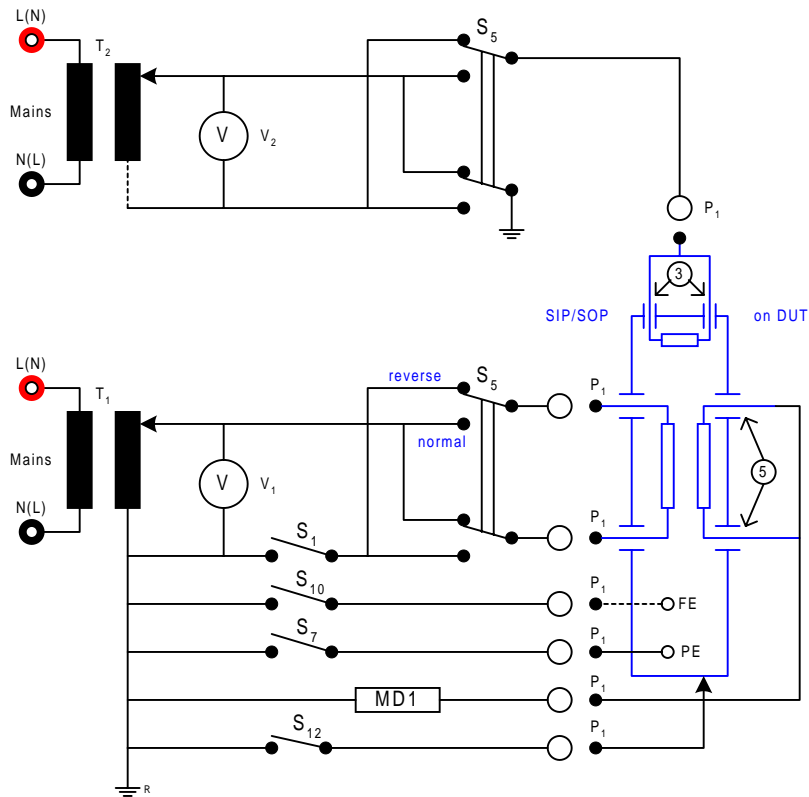 L(N)
T2
S5
Mains
V
V2
N(L)
P1
3
SIP/SOP
on DUT
L(N)
T1
reverse
S5
P1
normal
Mains
V
V1
5
N(L)
S1
P1
S10
P1
FE
S7
P1
PE
MD1
P1
S12
P1
R